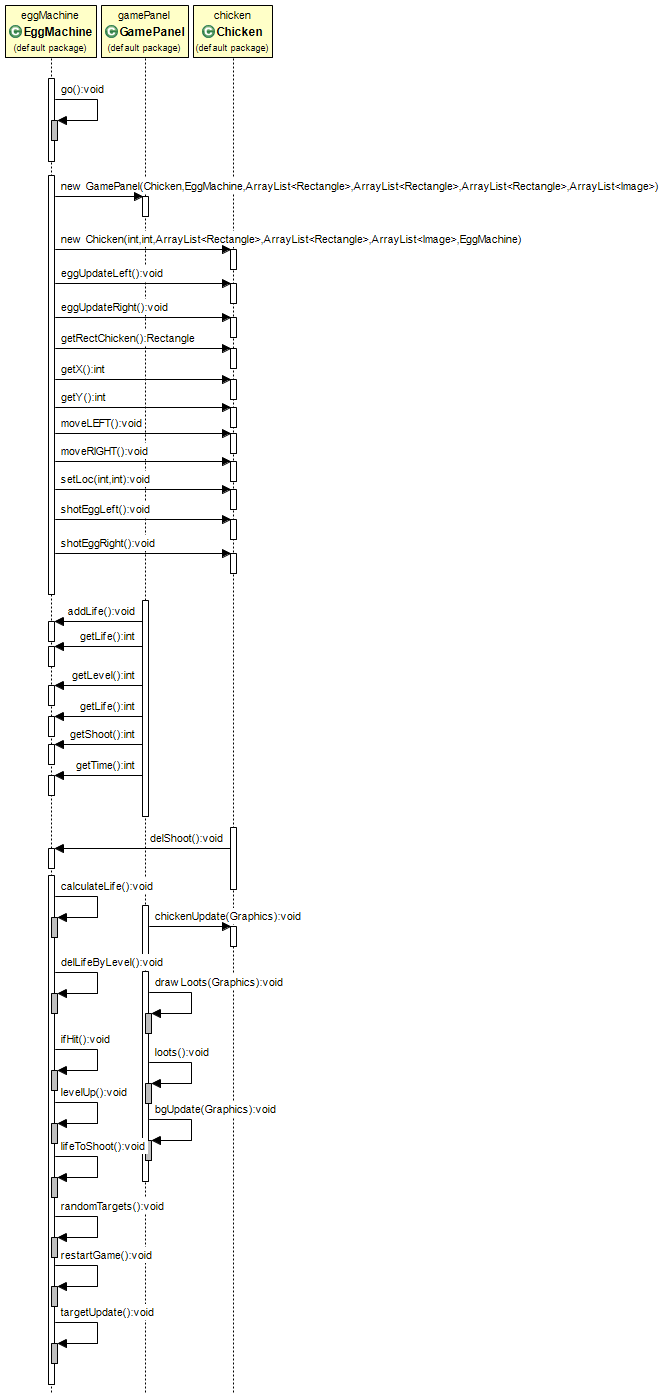 eggMachine gamePanel chicken
C EggMachine C GamePanel C Chicken
(default package) (default package) (default package)
go():void
new GamePanel(Chicken,EggMachine,ArrayList<Rectangle>,ArrayList<Rectangle>,ArrayList<Rectangle>,ArrayList<Image>)
new Chicken(int,int,ArrayList<Rectangle>,ArrayList<Rectangle>,ArrayList<Image>,EggMachine)
eggUpdateLeft():void
eggUpdateRight():void
getRectChicken():Rectangle
getX():int
getY():int
moveLEFT():void
moveRIGHT():void
setLoc(int,int):void
shotEggLeft():void
shotEggRight():void
addLife():void
getLife():int
getLevel():int
getLife():int
getShoot():int
getTime():int
delShoot():void
calculateLife():void
chickenUpdate(Graphics):void
delLifeByLevel():void
drawLoots(Graphics):void
ifHit():void
loots():void
levelUp():void
bgUpdate(Graphics):void
lifeToShoot():void
randomTargets():void
restartGame():void
targetUpdate():void